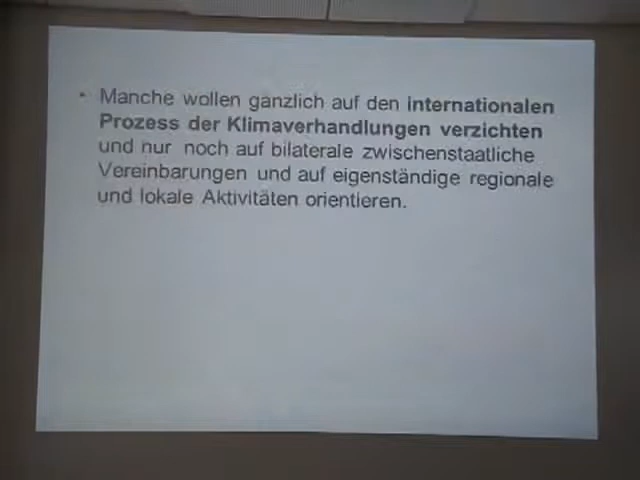 • Manche wollen gänzlich auf den internationalen
Prozess der Klimaverhandlungen verzichten
und nur noch auf bilaterale zwischenstaatliche
Vereinbarungen und auf eigenständige regionale
und lokale Aktivitäten orientieren.